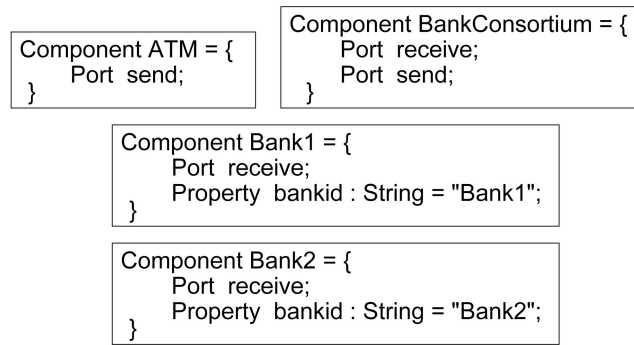 Component ATM = {
Port send;
}
Component BankConsortium = {
Port receive;
Port send;
}
Component Bank1 = {
Port receive;
Property bankid : String = "Bank1";
}
Component Bank2 = {
Port receive;
Property bankid : String = "Bank2";
}